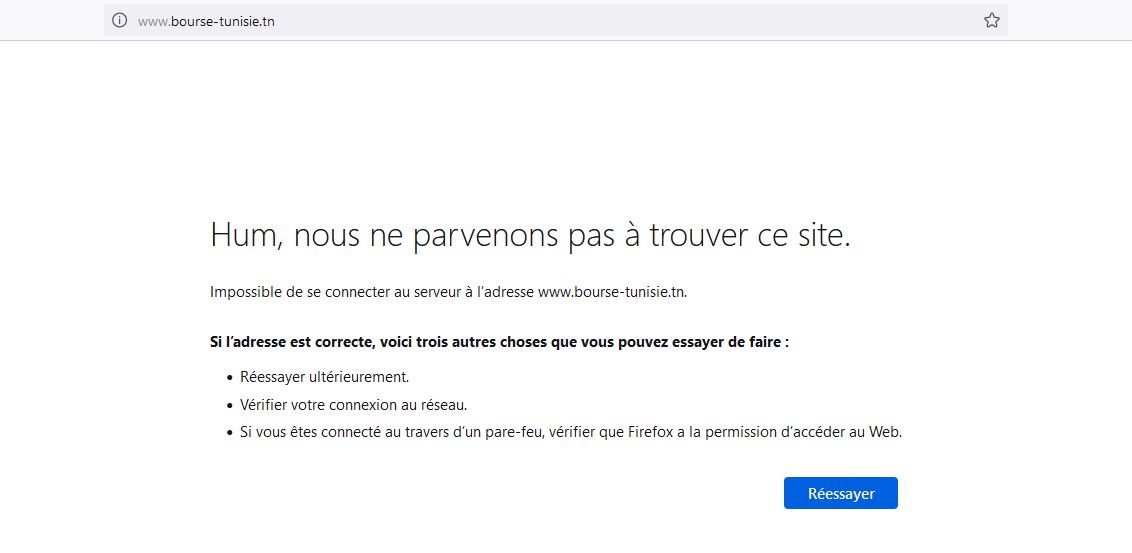 www.bourse-tunisie.tn
Hum, nous ne parvenons pas à trouver ce site.
Impossible de se connecter au serveur à l’adresse www.bourse-tunisie.tn.
Si l’adresse est correcte, voici trois autres choses que vous pouvez essayer de faire :
• Réessayer ultérieurement.
• Vérifier votre connexion au réseau.
• Si vous êtes connecté au travers d’un pare-feu, vérifier que Firefox a la permission d’accéder au Web.
Réessayer